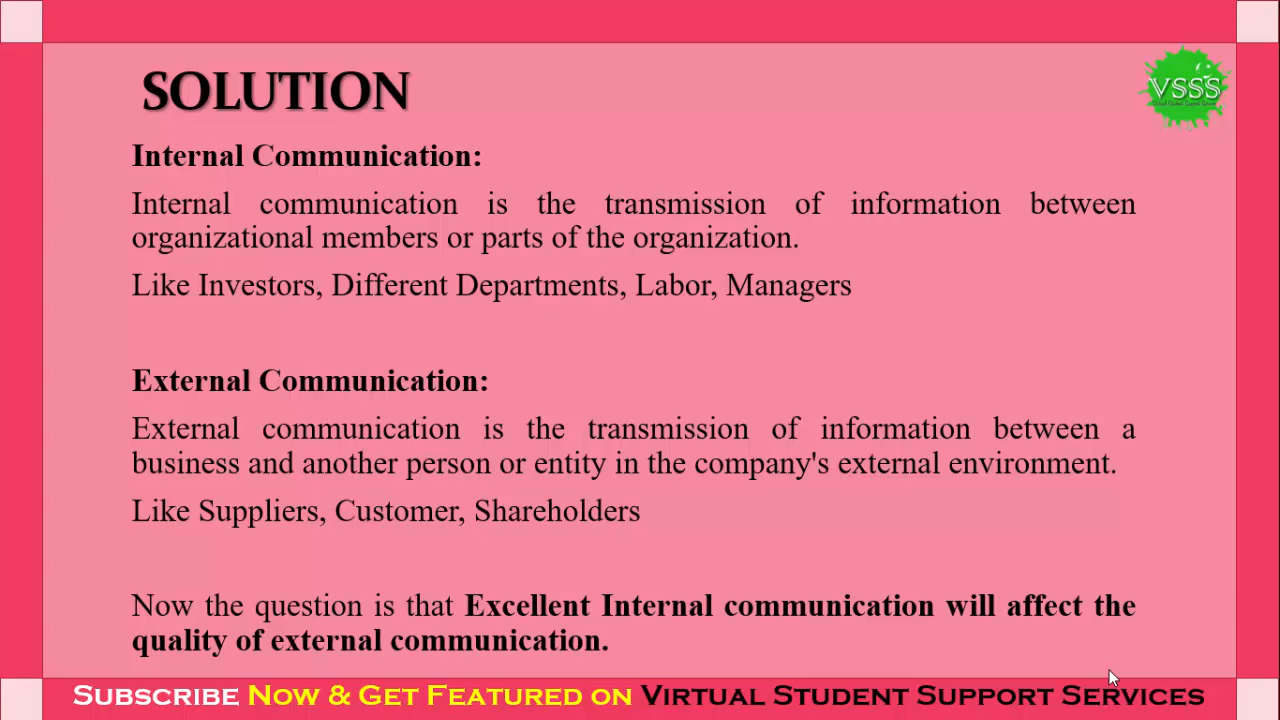 SOLUTION
VSSS
Internal Communication:
Internal communication is the transmission of information between
organizational members or parts of the organization.
Like Investors, Different Departments, Labor, Managers
External Communication:
External communication is the transmission of information between a
business and another person or entity in the company's external environment.
Like Suppliers, Customer, Shareholders
Now the question is that Excellent Internal communication will affect the
quality of external communication.
SUBSCRIBE NOW & GET FEATURED ON VIRTUAL STUDENT SUPPORT SERVICES